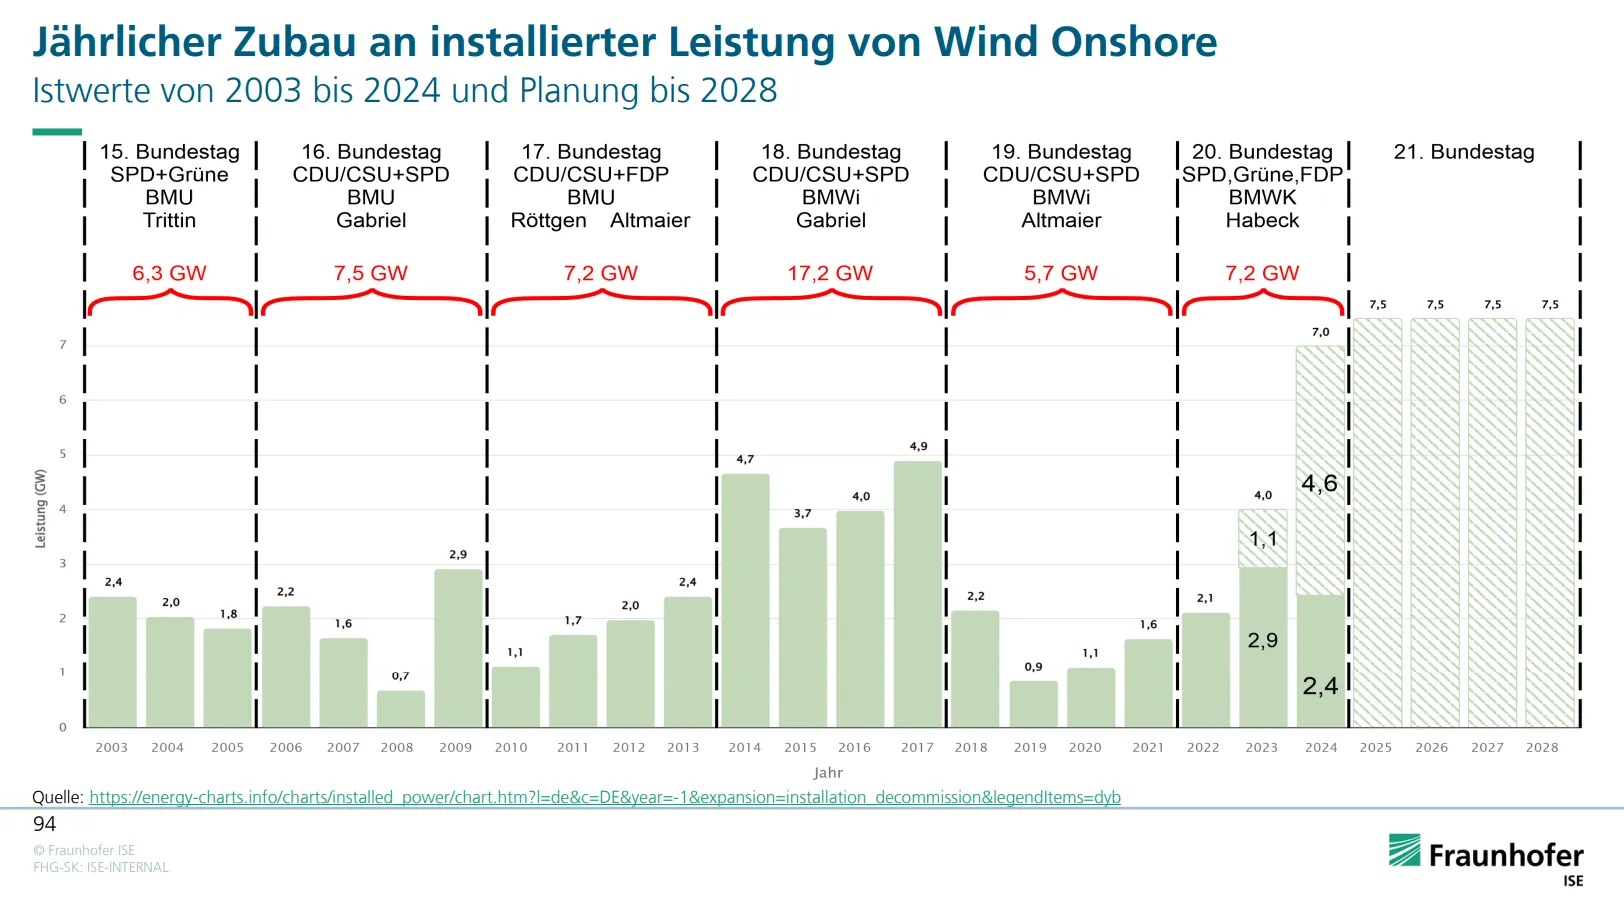 Jährlicher Zubau an installierter Leistung von Wind Onshore
Istwerte von 2003 bis 2024 und Planung bis 2028
15. Bundestag
SPD+Grüne
BMU
Trittin
6,3 GW
16. Bundestag
CDU/CSU+SPD
BMU
Gabriel
7,5 GW
17. Bundestag
CDU/CSU+FDP
BMU
Röttgen Altmaier
7,2 GW
18. Bundestag
CDU/CSU+SPD
BMWi
Gabriel
17,2 GW
19. Bundestag
CDU/CSU+SPD
BMWi
Altmaier
5,7 GW
20. Bundestag
SPD,Grüne,FDP
BMWK
Habeck
7,2 GW
21. Bundestag
Leistung (GW)
7
6
5
4
3
2
1
0
2,4
2,0
1,8
2,2
1,6
0,7
2,9
1,1
1,7
2,0
2,4
4,7
3,7
4,0
4,9
2,2
0,9
1,1
1,6
2,1
4,0
1,1
2,9
7,0
4,6
2,4
7,5
7,5
7,5
7,5
2003 2004 2005 2006 2007 2008 2009 2010 2011 2012 2013 2014 2015 2016 2017 2018 2019 2020 2021 2022 2023 2024 2025 2026 2027 2028
Jahr
Quelle: https://energy-charts.info/charts/installed_power/chart.htm?l=de&c=DE&year=-1&expansion=installation_decommission&legendItems=dyb
94
© Fraunhofer ISE
FHG-SK: ISE-INTERNAL
Fraunhofer
ISE